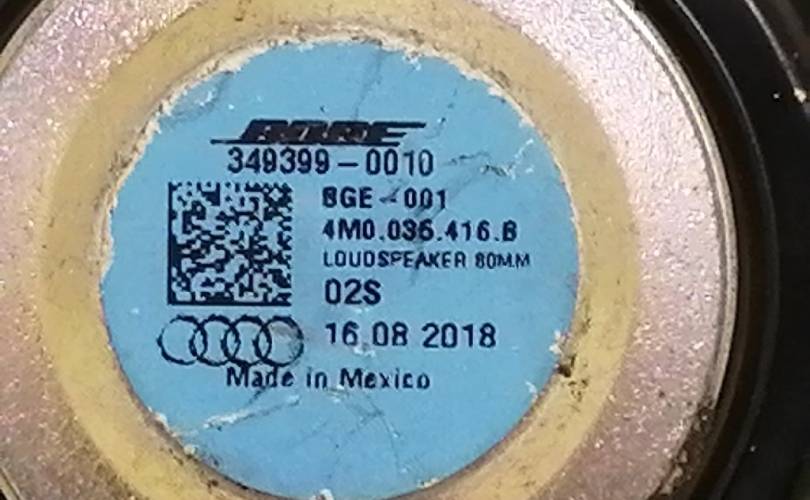 BOSE
349399-0010
8GE-001
4M0.035.416.B
LOUDSPEAKER 80MM
02S
16.08 2018
Made in Mexico